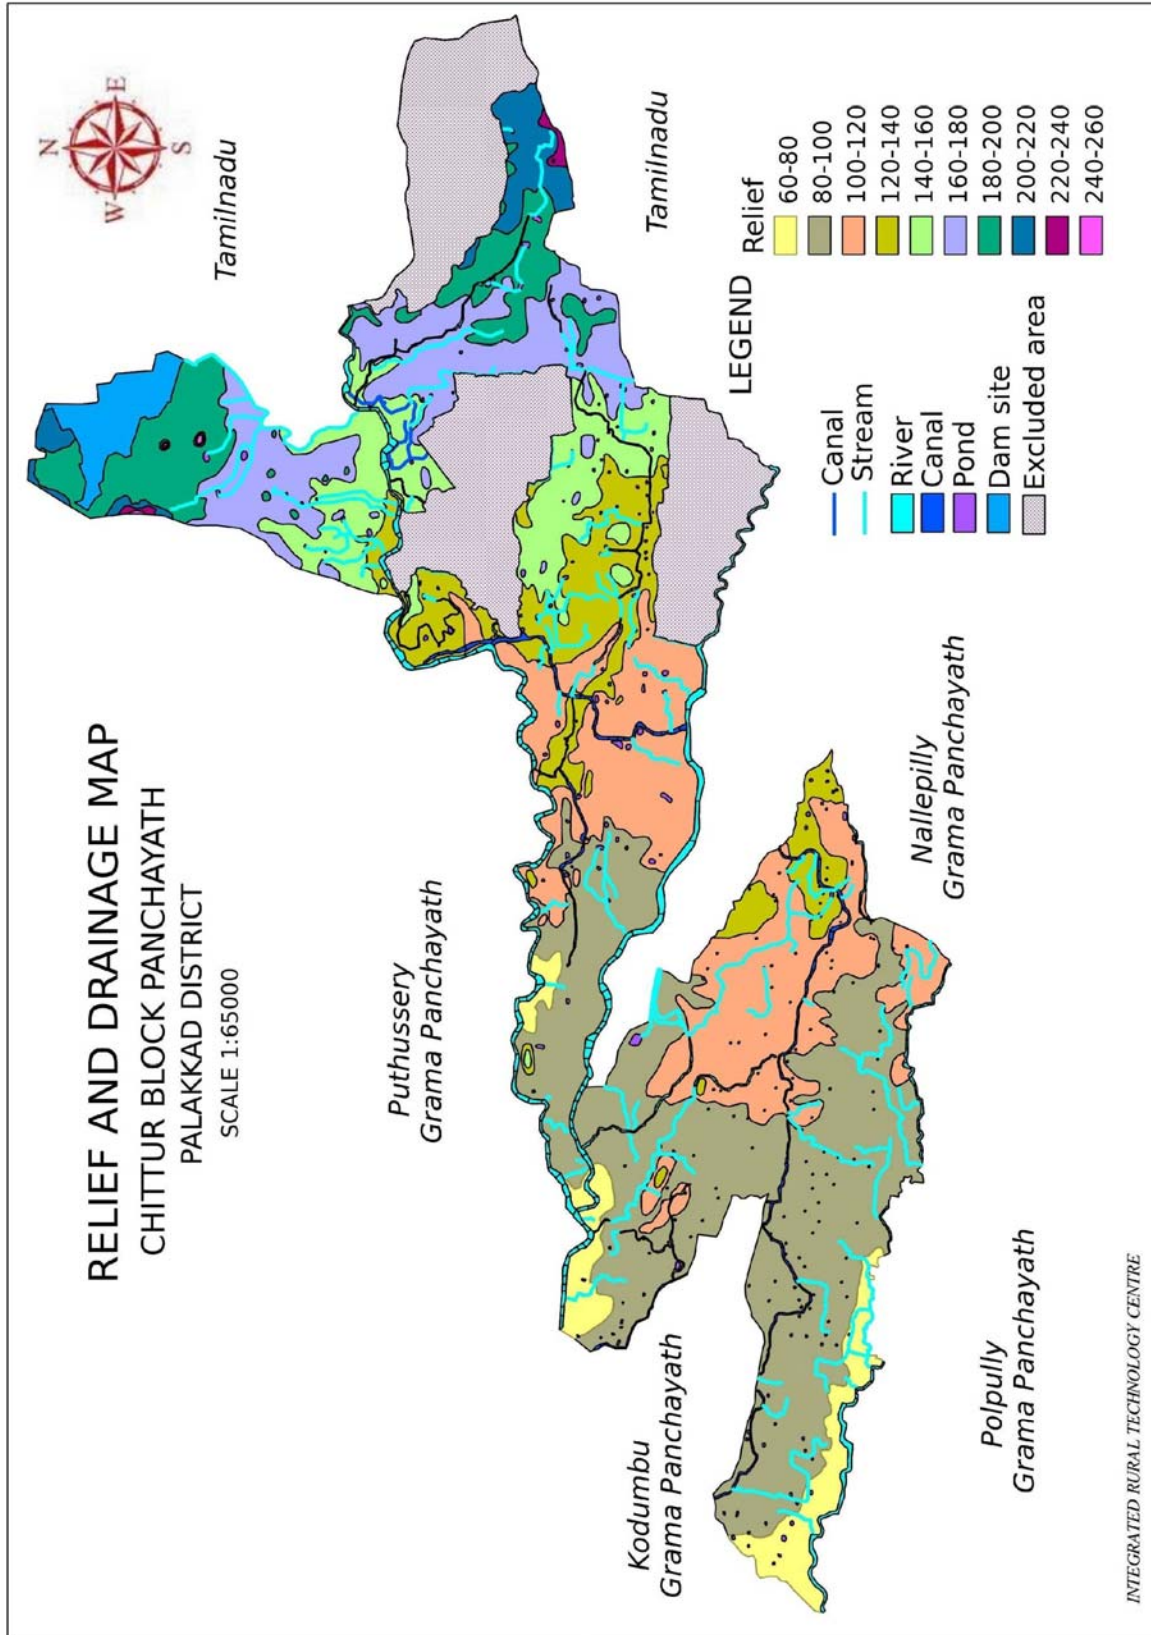 RELIEF AND DRAINAGE MAP
CHITTUR BLOCK PANCHAYATH
PALAKKAD DISTRICT
SCALE 1:65000
N
W
E
S
Tamilnadu
Puthussery
Grama Panchayath
Tamilnadu
Kodumbu
Grama Panchayath
Nallepilly
Grama Panchayath
Polpully
Grama Panchayath
LEGEND
Canal
Stream
River
Canal
Pond
Dam site
Excluded area
Relief
60-80
80-100
100-120
120-140
140-160
160-180
180-200
200-220
220-240
240-260
INTEGRATED RURAL TECHNOLOGY CENTRE